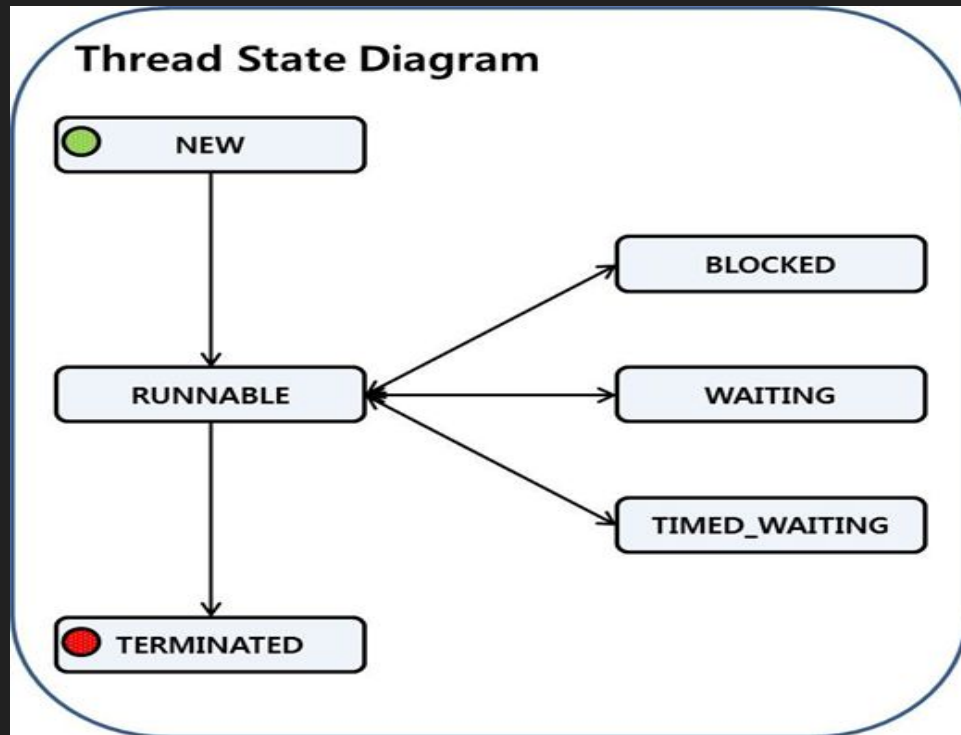 Thread State Diagram
NEW
BLOCKED
RUNNABLE
WAITING
TIMED_WAITING
TERMINATED